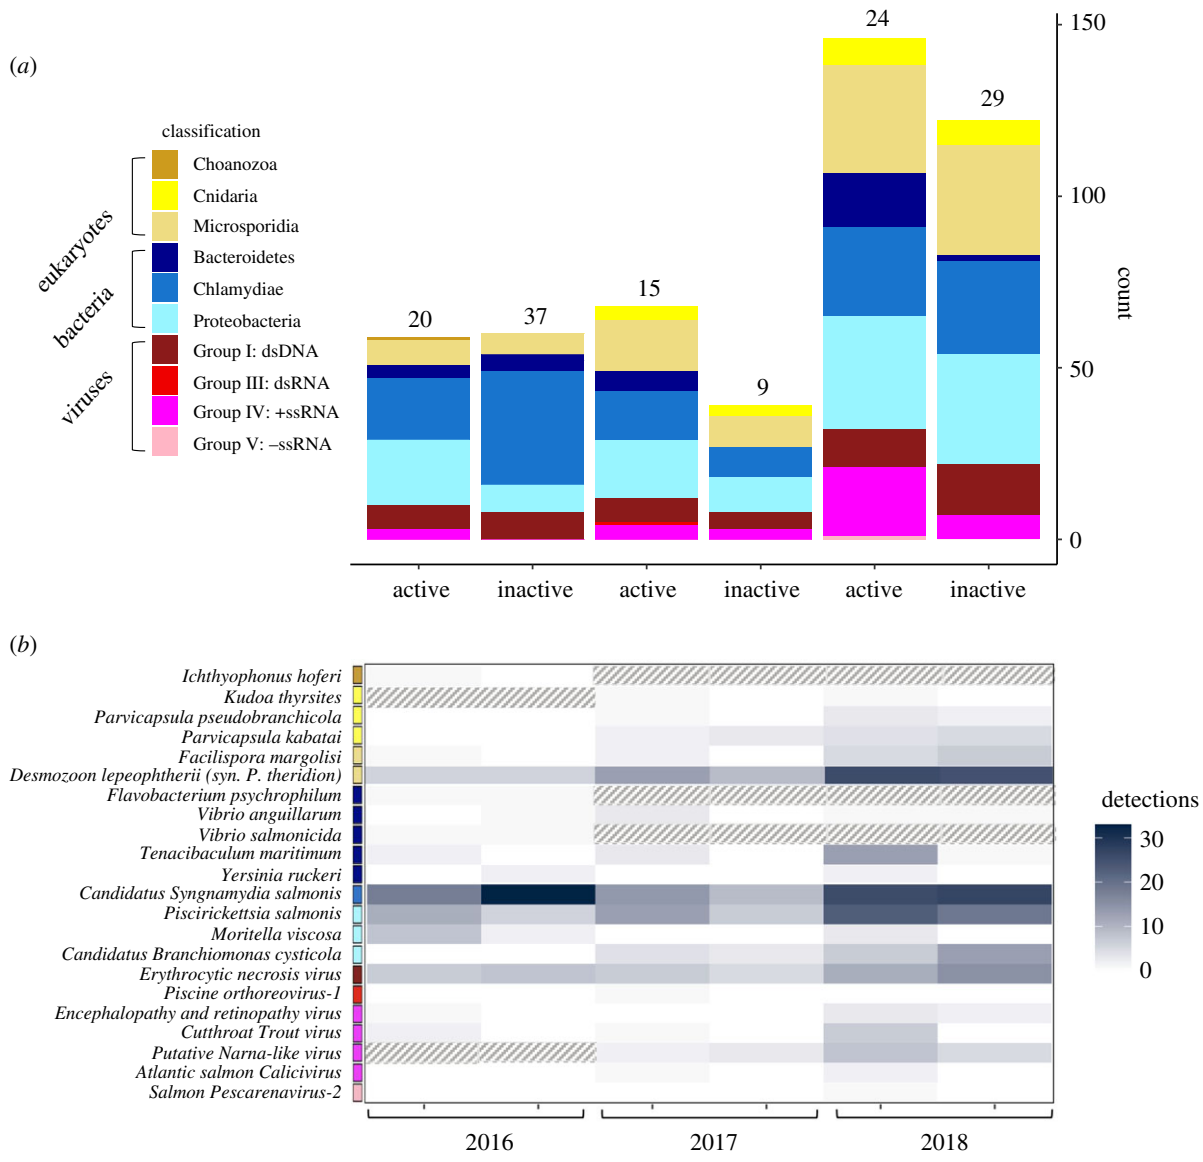 (a)
classification
eukaryotes
Choanozoa
Cnidaria
Microsporidia
bacteria
Bacteroidetes
Chlamydiae
Proteobacteria
viruses
Group I: dsDNA
Group III: dsRNA
Group IV: +ssRNA
Group V: –ssRNA
20
37
15
9
24
29
150
100
50
0
count
active
inactive
active
inactive
active
inactive
(b)
Ichthyophonus hoferi
Kudoa thyrsites
Parvicapsula pseudobranchicola
Parvicapsula kabatai
Facilispora margolisi
Desmozoon lepeophtherii (syn. P. theridion)
Flavobacterium psychrophilum
Vibrio anguillarum
Vibrio salmonicida
Tenacibaculum maritimum
Yersinia ruckeri
Candidatus Syngnamydia salmonis
Piscirickettsia salmonis
Moritella viscosa
Candidatus Branchiomonas cysticola
Erythrocytic necrosis virus
Piscine orthoreovirus-1
Encephalopathy and retinopathy virus
Cutthroat Trout virus
Putative Narna-like virus
Atlantic salmon Calicivirus
Salmon Pescarenavirus-2
2016
2017
2018
detections
30
20
10
0